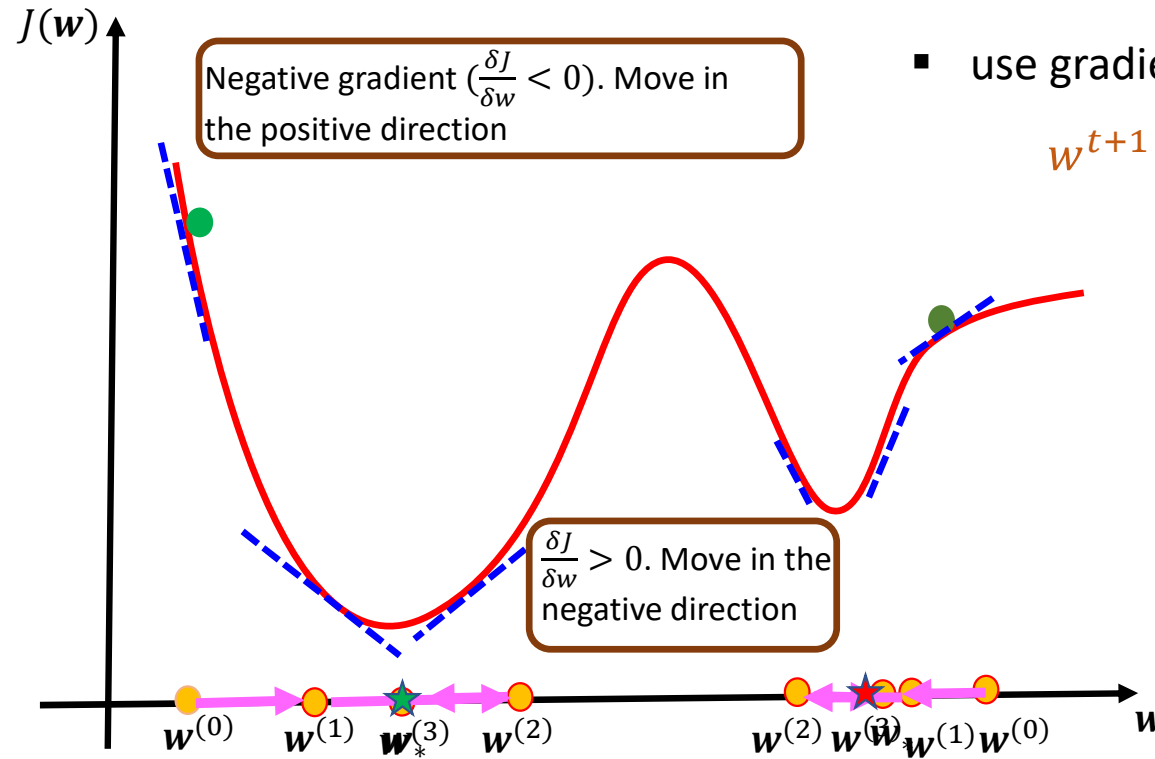 J(w)
Negative gradient (δJ/δw < 0). Move in
the positive direction
▪ use gradie
w^{t+1}
δJ/δw > 0. Move in the
negative direction
w^{(0)} w^{(1)} w_*^{(3)} w^{(2)} w^{(2)} w^{(3)} w^{(1)} w^{(0)} w